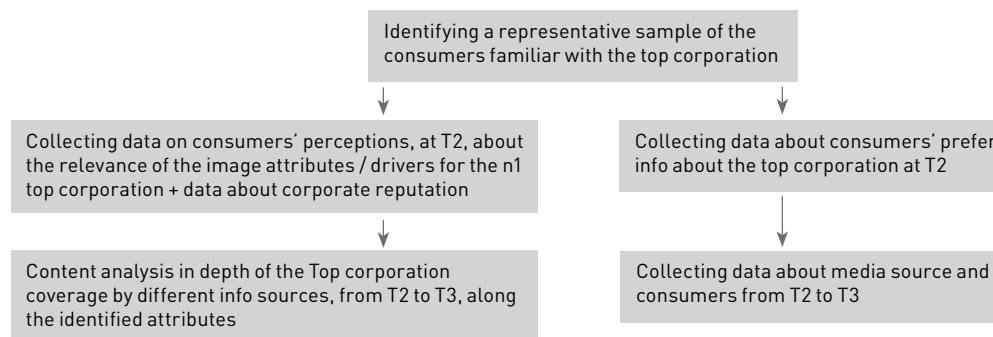 Identifying a representative sample of the
consumers familiar with the top corporation
Collecting data on consumers’ perceptions, at T2, about
the relevance of the image attributes / drivers for the n1
top corporation + data about corporate reputation
Collecting data about consumers’
info about the top corporation at T2
Content analysis in depth of the Top corporation
coverage by different info sources, from T2 to T3, along
the identified attributes
Collecting data about media source and
consumers from T2 to T3